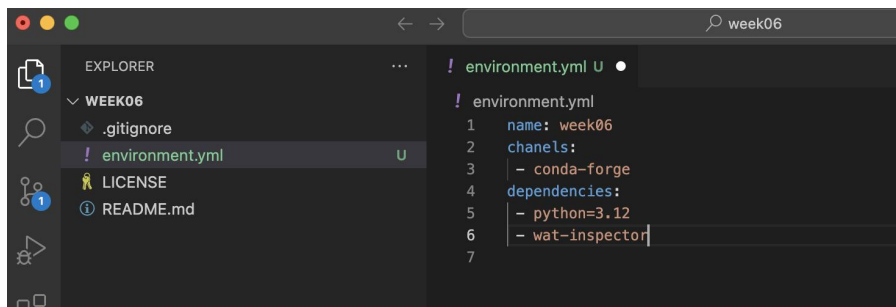 week06
EXPLORER
...
! environment.yml U
WEEK06
! environment.yml
.gitignore
! environment.yml U
LICENSE
README.md
1 name: week06
2 chanels:
3 - conda-forge
4 dependencies:
5 - python=3.12
6 - wat-inspector
7
1
1